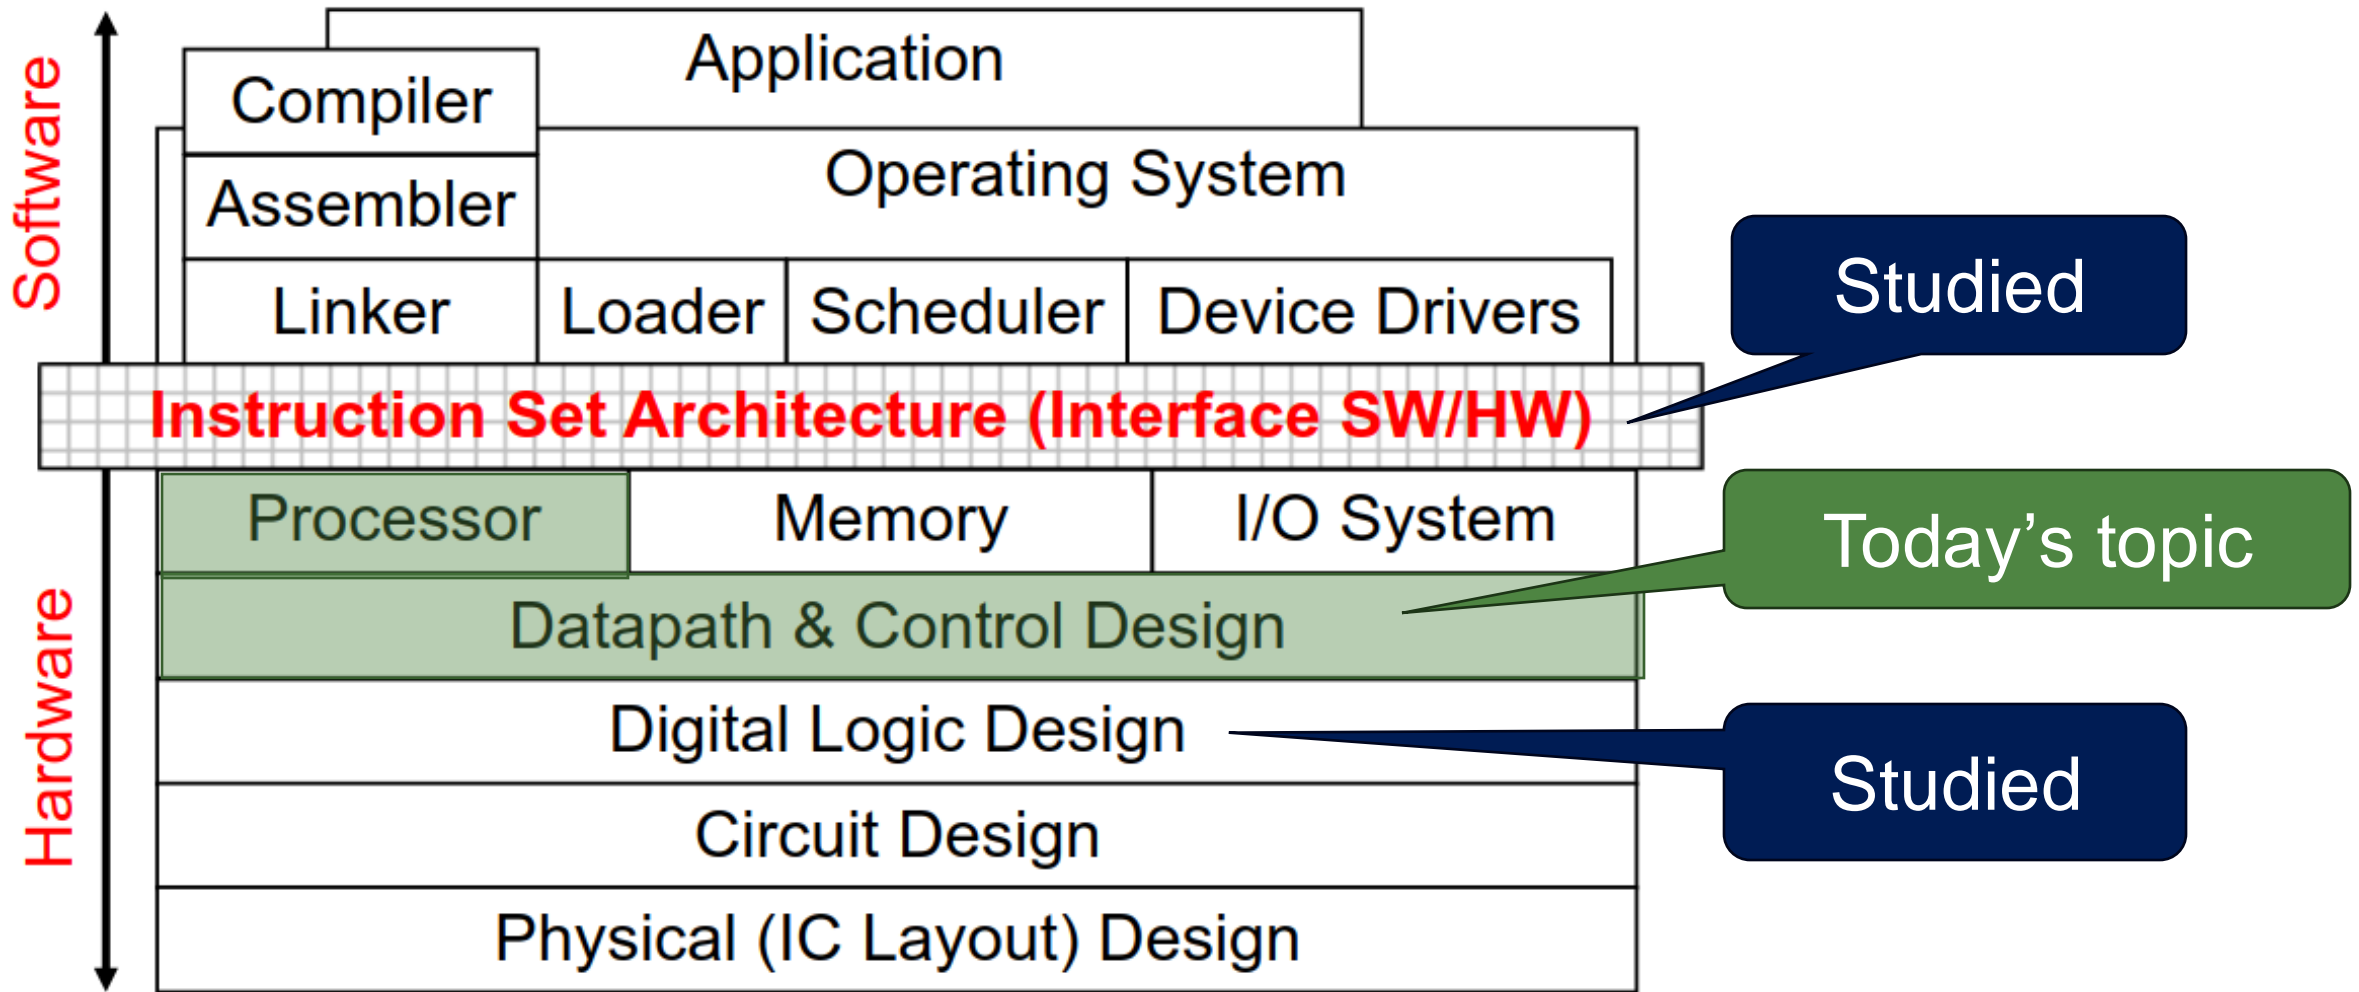 Application
Compiler
Operating System
Assembler
Linker
Loader
Scheduler
Device Drivers
Software
Studied
Instruction Set Architecture (Interface SW/HW)
Processor
Memory
I/O System
Today’s topic
Datapath & Control Design
Hardware
Digital Logic Design
Studied
Circuit Design
Physical (IC Layout) Design